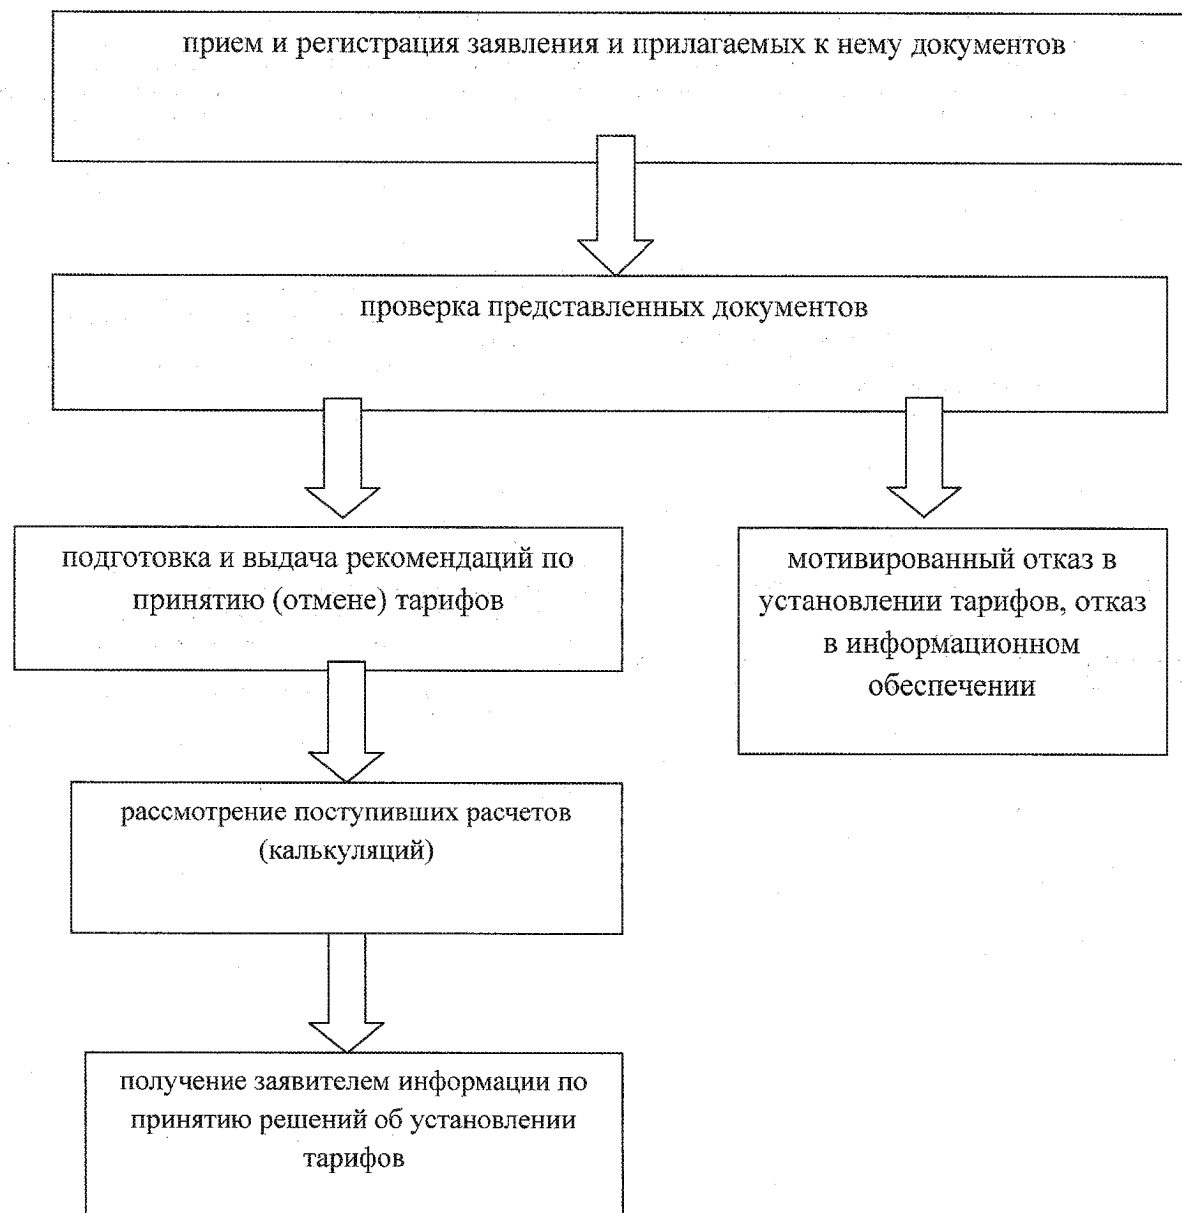 прием и регистрация заявления и прилагаемых к нему документов
проверка представленных документов
подготовка и выдача рекомендаций по
принятию (отмене) тарифов
мотивированный отказ в
установлении тарифов, отказ
в информационном
обеспечении
рассмотрение поступивших расчетов
(калькуляций)
получение заявителем информации по
принятию решений об установлении
тарифов